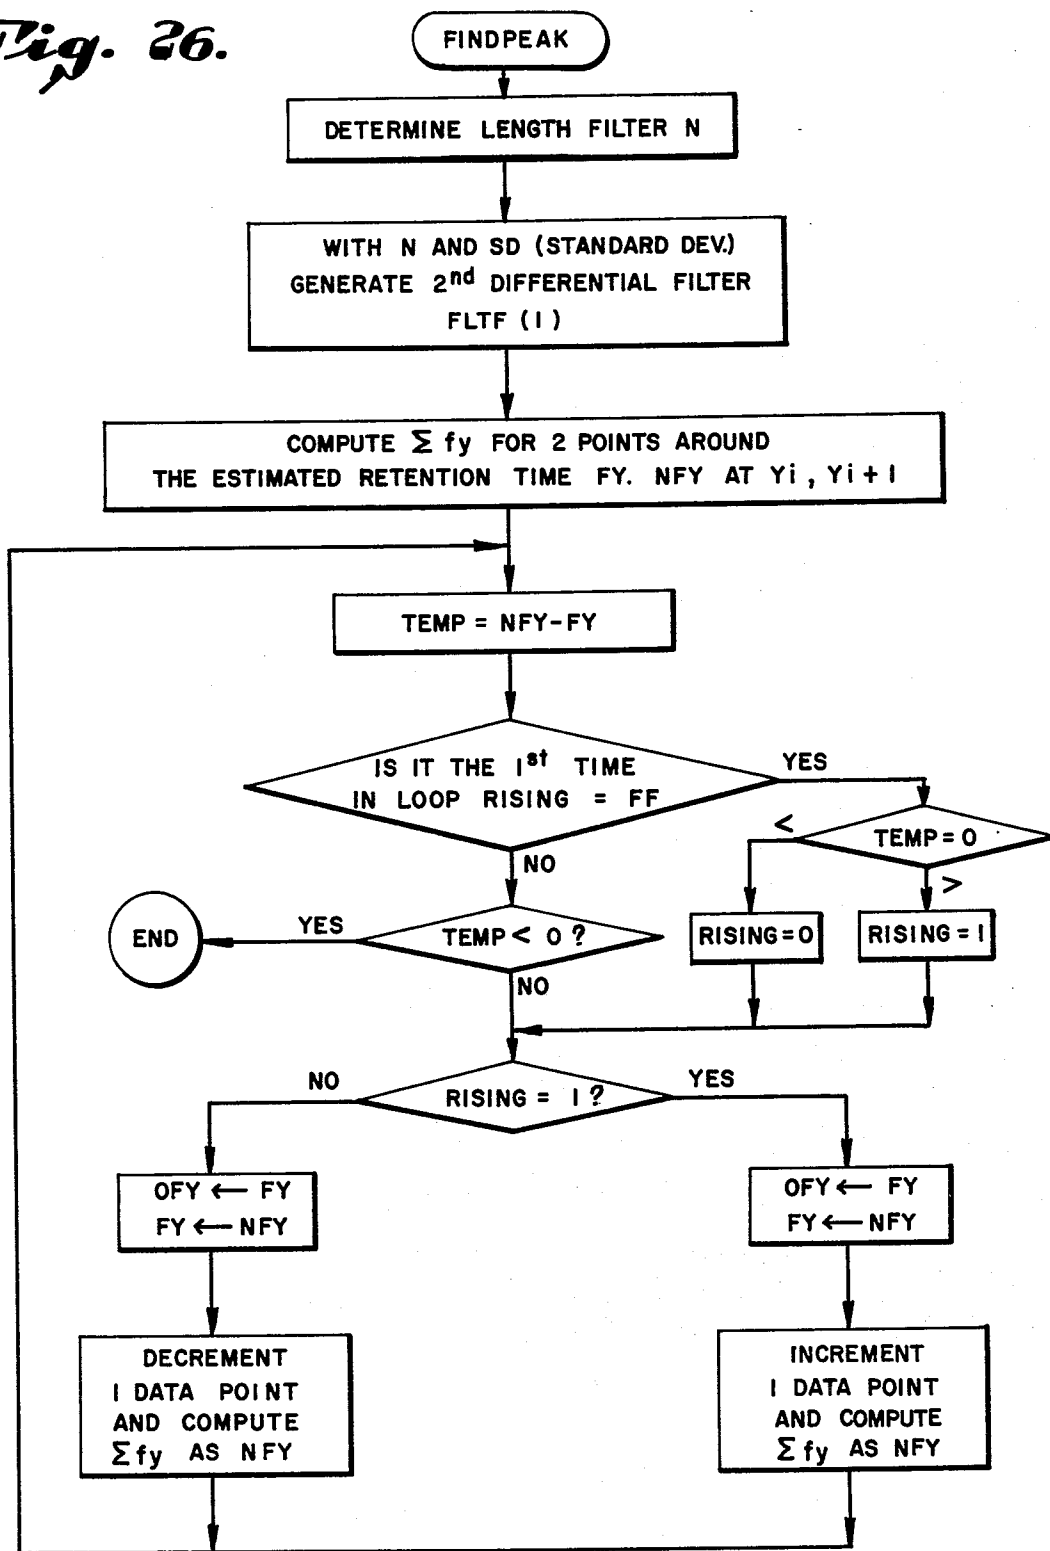 Fig. 26.
FINDPEAK
DETERMINE LENGTH FILTER N
WITH N AND SD (STANDARD DEV.)
GENERATE 2nd DIFFERENTIAL FILTER
FLTF (I)
COMPUTE Σ fy FOR 2 POINTS AROUND
THE ESTIMATED RETENTION TIME FY. NFY AT Yi, Yi + 1
TEMP = NFY-FY
IS IT THE 1st TIME
IN LOOP RISING = FF
YES
<
TEMP = 0
>
NO
END
YES
TEMP < 0 ?
RISING = 0
RISING = 1
NO
NO
RISING = 1 ?
YES
OFY ← FY
FY ← NFY
OFY ← FY
FY ← NFY
DECREMENT
1 DATA POINT
AND COMPUTE
Σ fy AS NFY
INCREMENT
1 DATA POINT
AND COMPUTE
Σ fy AS NFY